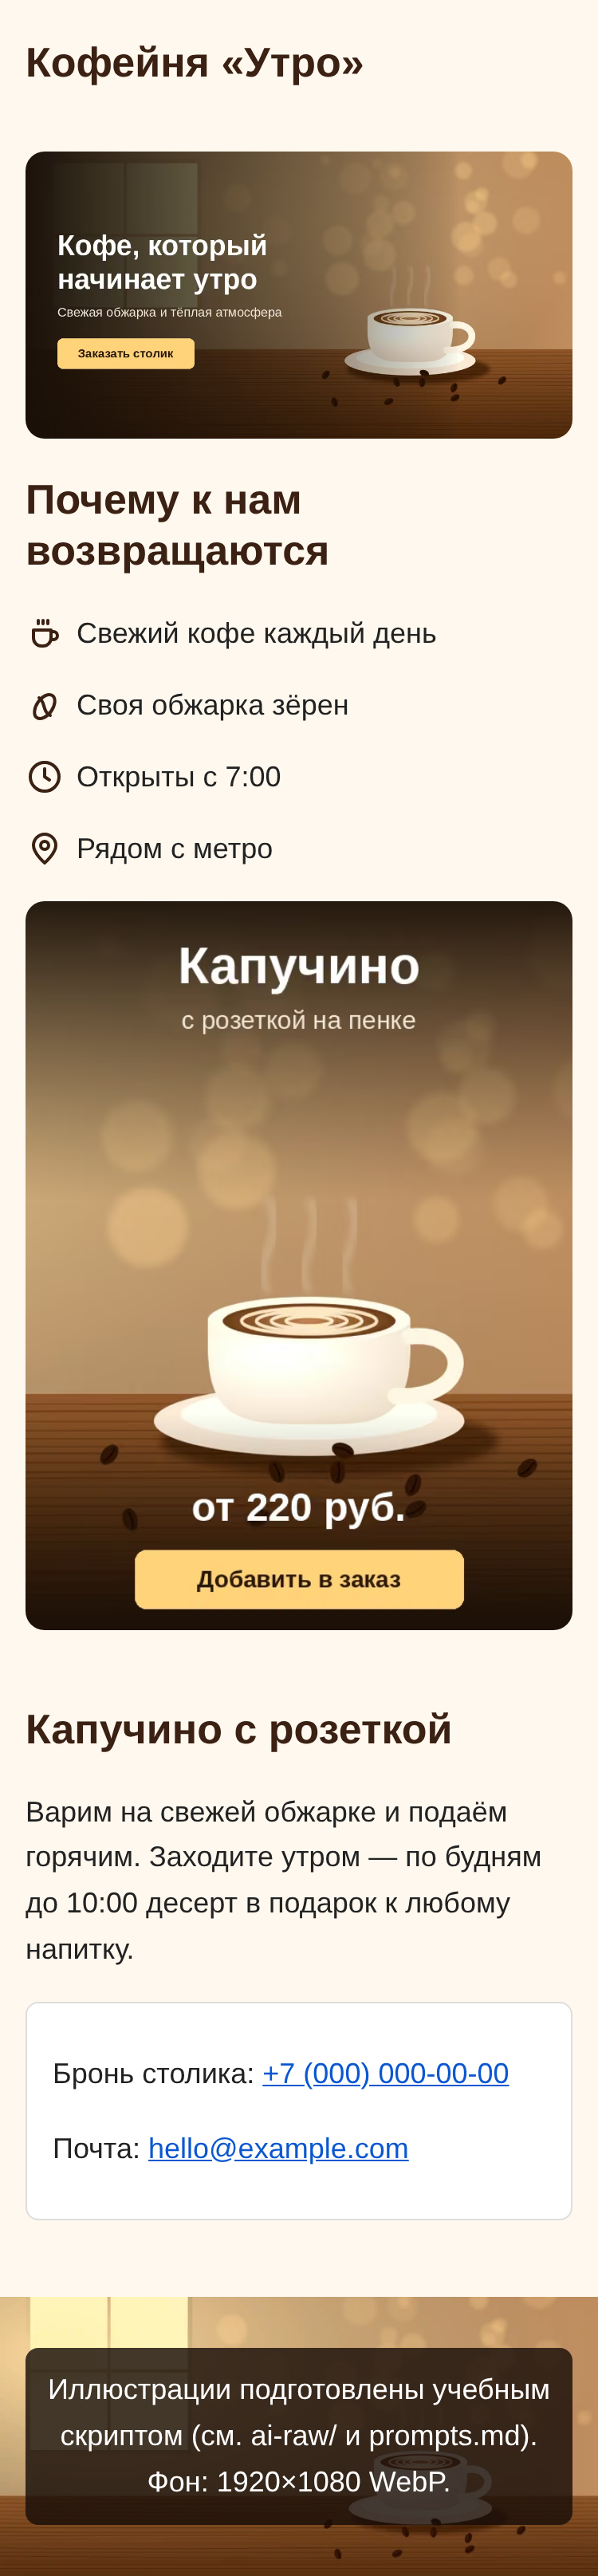 Кофейня «Утро»
Кофе, который
начинает утро
Свежая обжарка и тёплая атмосфера
Заказать столик
Почему к нам
возвращаются
Свежий кофе каждый день
Своя обжарка зёрен
Открыты с 7:00
Рядом с метро
Капучино
с розеткой на пенке
от 220 руб.
Добавить в заказ
Капучино с розеткой
Варим на свежей обжарке и подаём
горячим. Заходите утром — по будням
до 10:00 десерт в подарок к любому
напитку.
Бронь столика: +7 (000) 000-00-00
Почта: hello@example.com
Иллюстрации подготовлены учебным
скриптом (см. ai-raw/ и prompts.md).
Фон: 1920×1080 WebP.